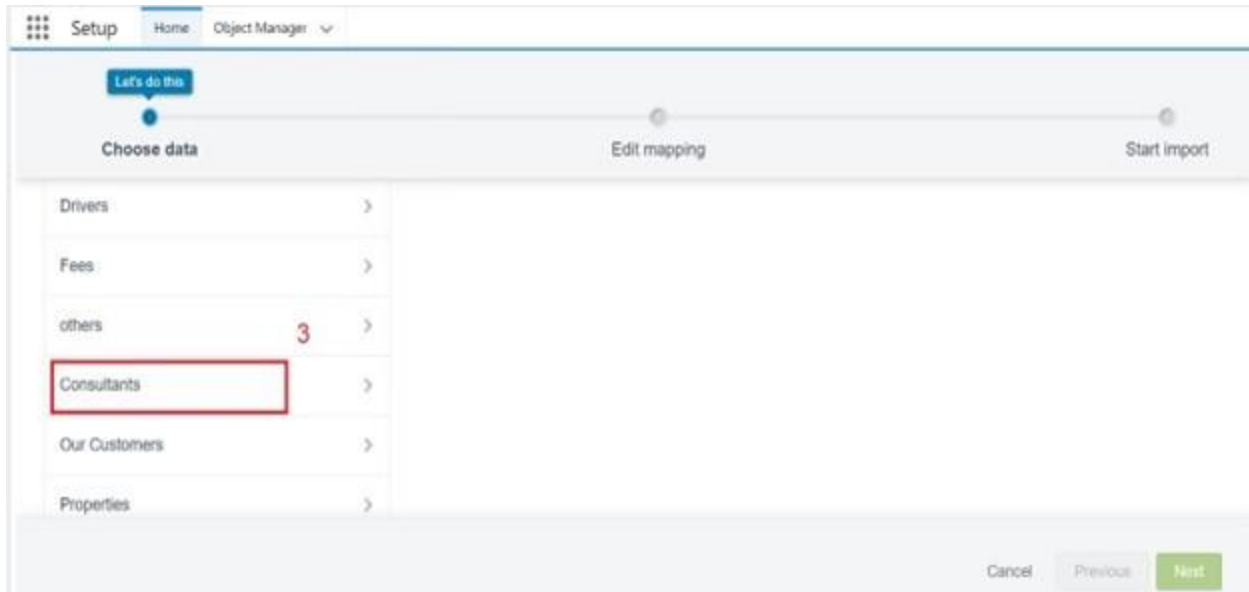 Setup Home Object Manager
Let's do this
Choose data Edit mapping Start import
Drivers
Fees
others
3
Consultants
Our Customers
Properties
Cancel Previous Next